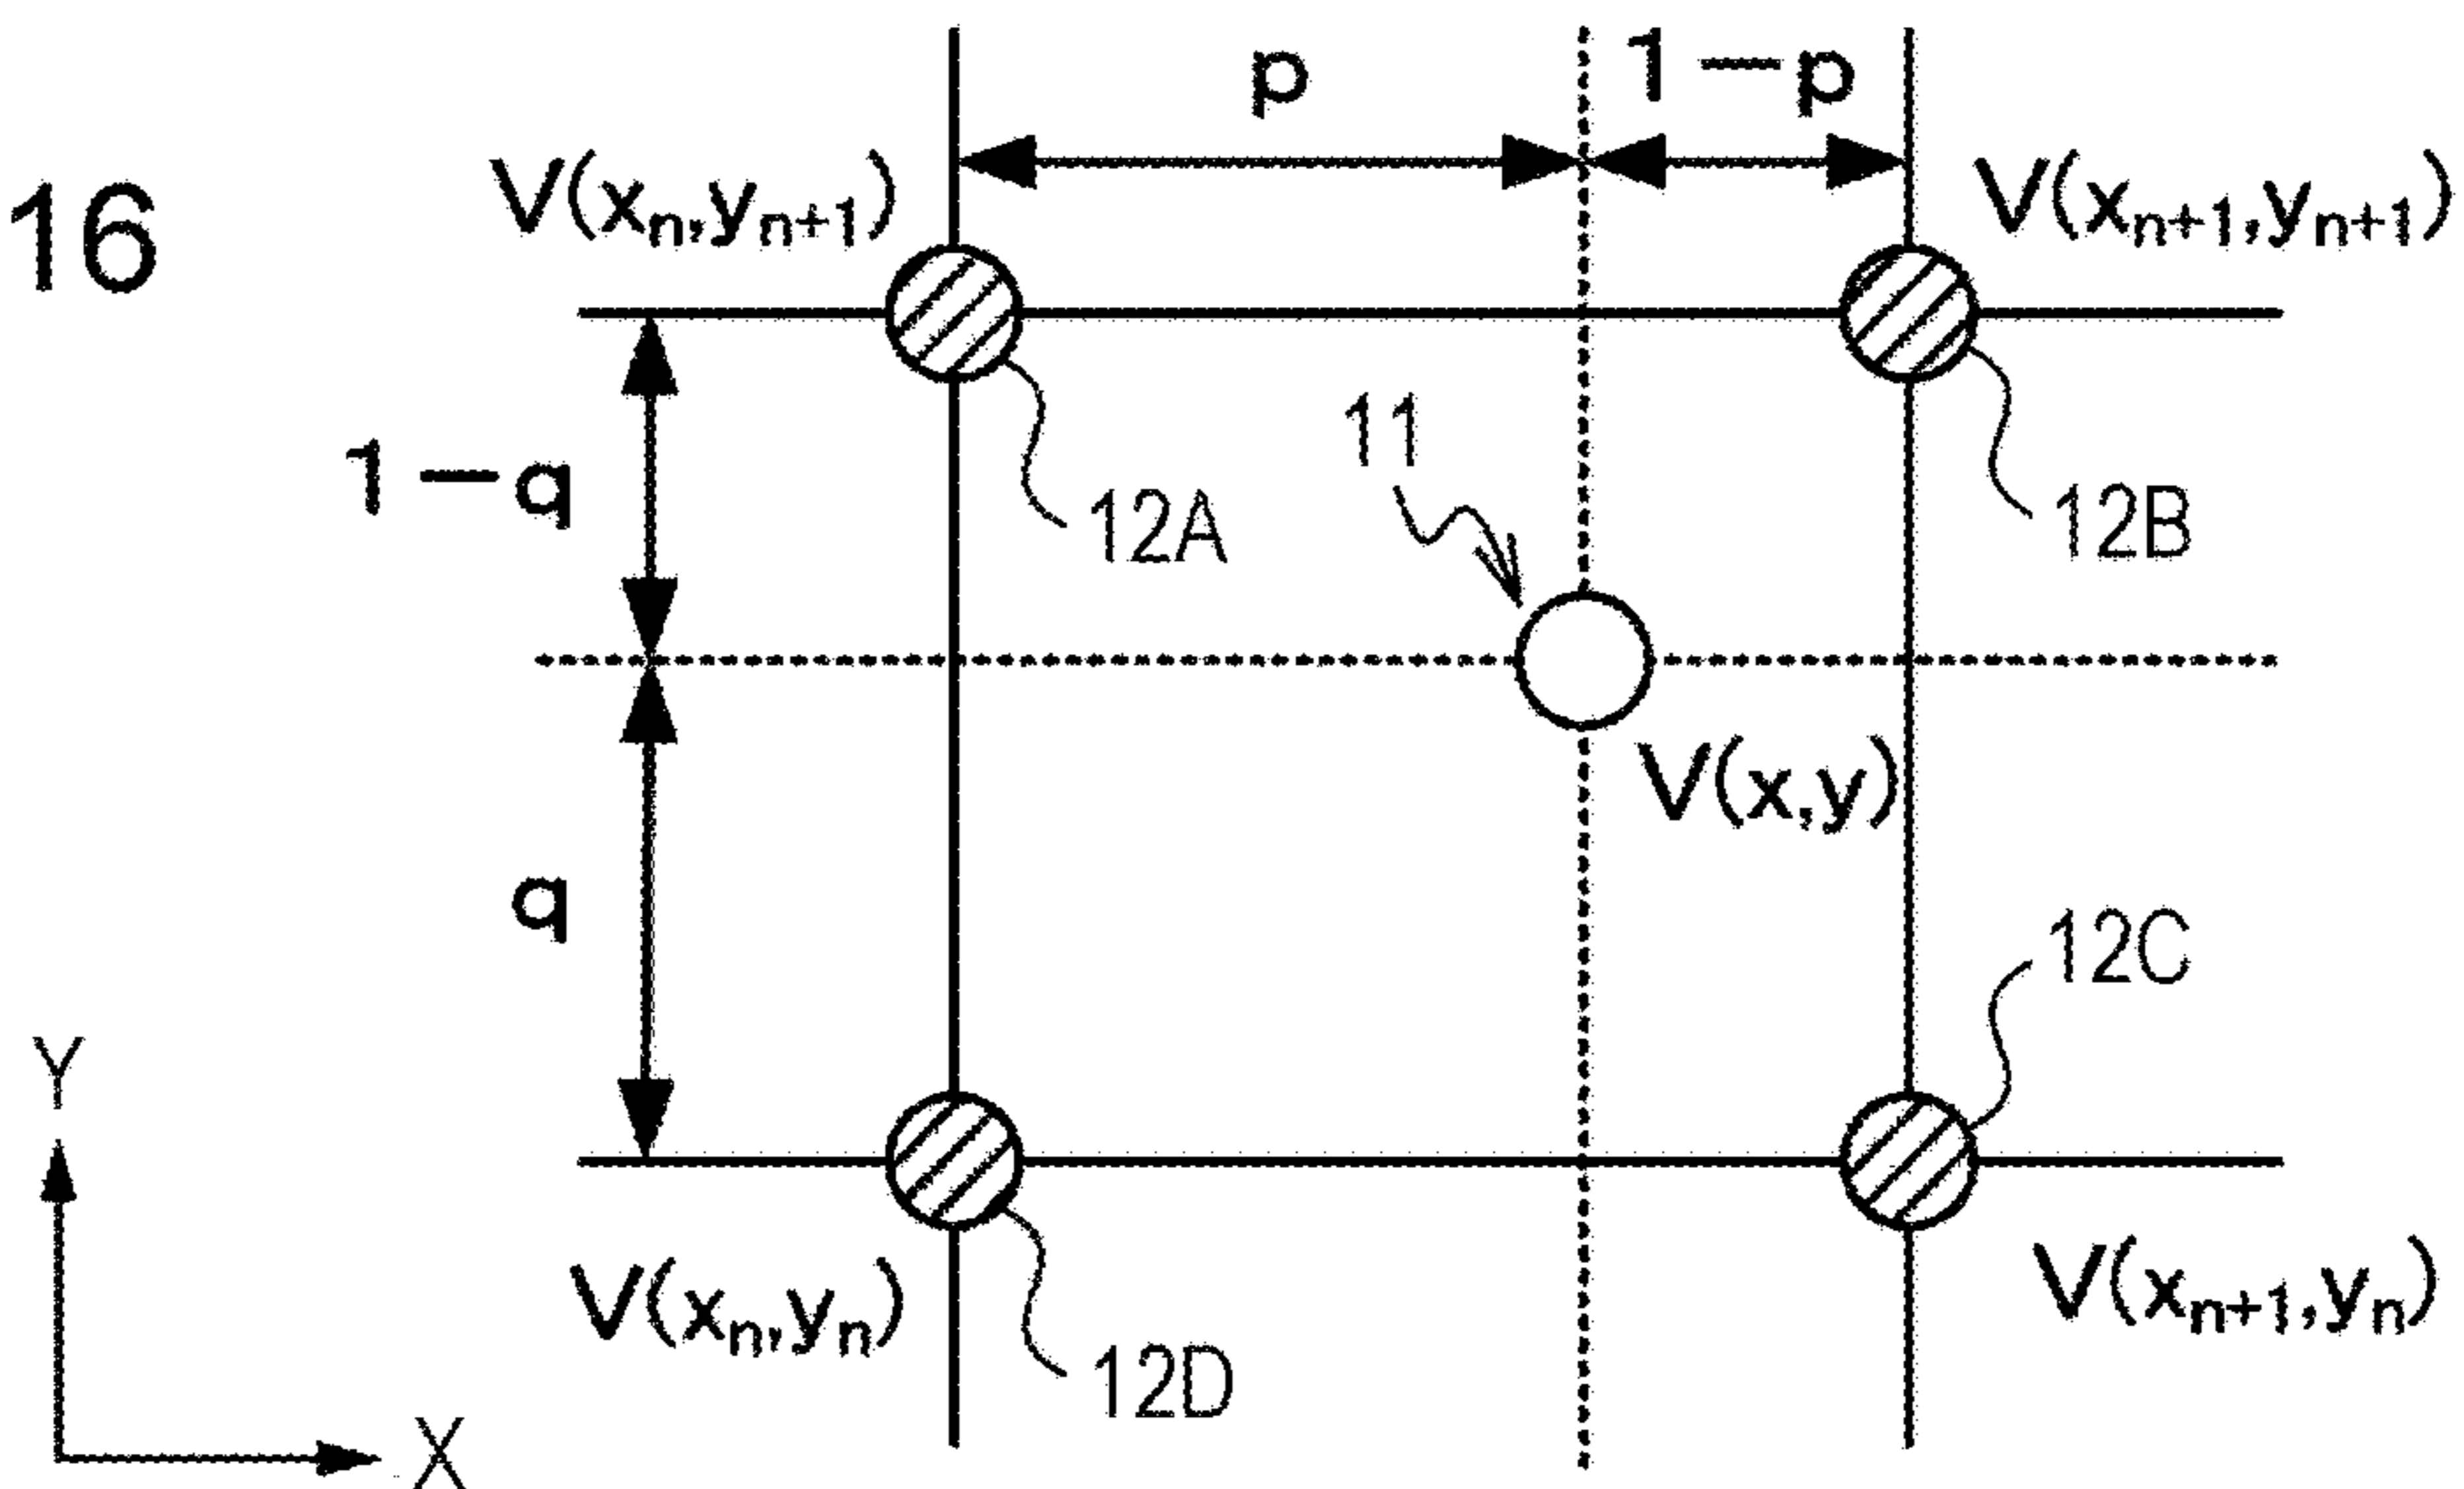 16
p
1-p
V(xₙ,yₙ₊₁)
V(xₙ₊₁,yₙ₊₁)
11
1-q
12A
12B
V(x,y)
q
12C
Y
V(xₙ,yₙ)
V(xₙ₊₁,yₙ)
12D
X